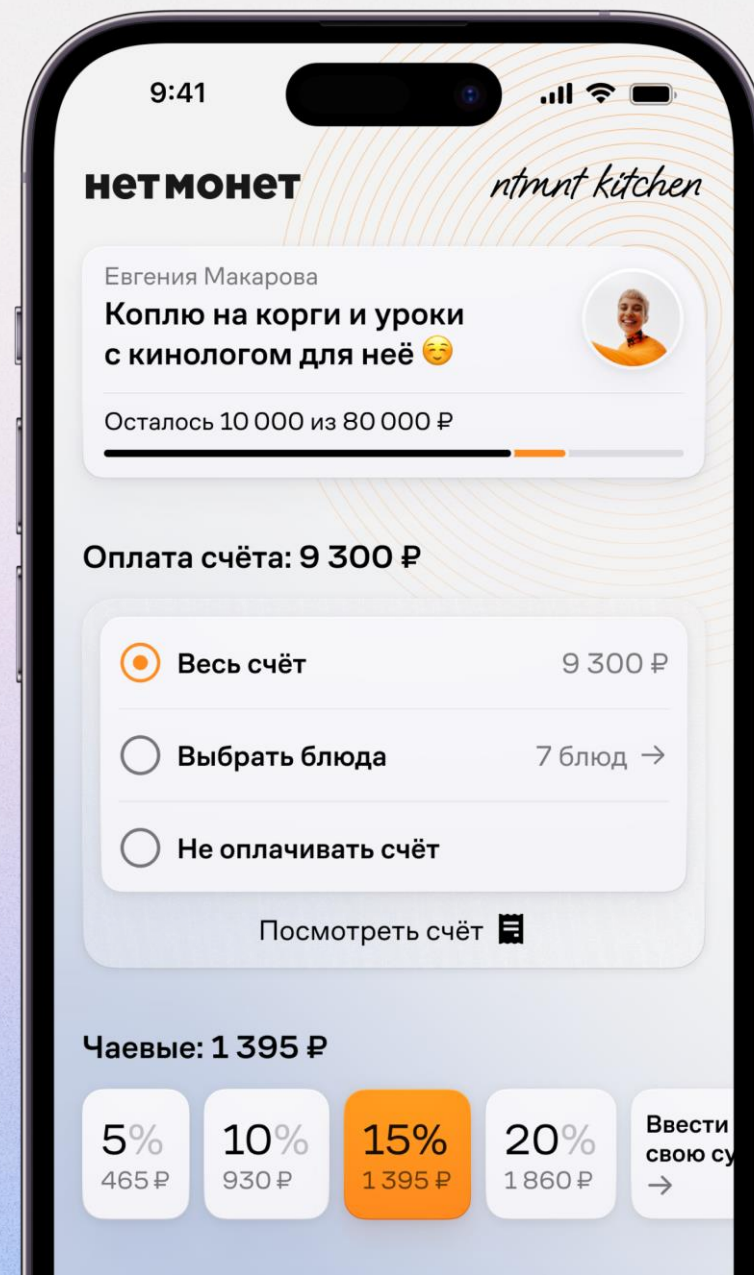 9:41
нетмонет
ntmnt kitchen
Евгения Макарова
Коплю на корги и уроки
с кинологом для неё ☺️
Осталось 10 000 из 80 000 ₽
Оплата счёта: 9 300 ₽
Весь счёт 9 300 ₽
Выбрать блюда 7 блюд →
Не оплачивать счёт
Посмотреть счёт
Чаевые: 1 395 ₽
5% 10% 15% 20% Ввести
465 ₽ 930 ₽ 1 395 ₽ 1 860 ₽ свою су
→